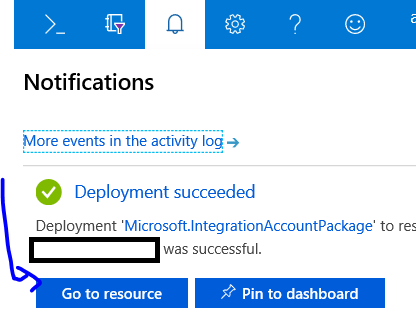 Notifications
More events in the activity log →
Deployment succeeded
Deployment 'Microsoft.IntegrationAccountPackage' to res
was successful.
Go to resource
Pin to dashboard